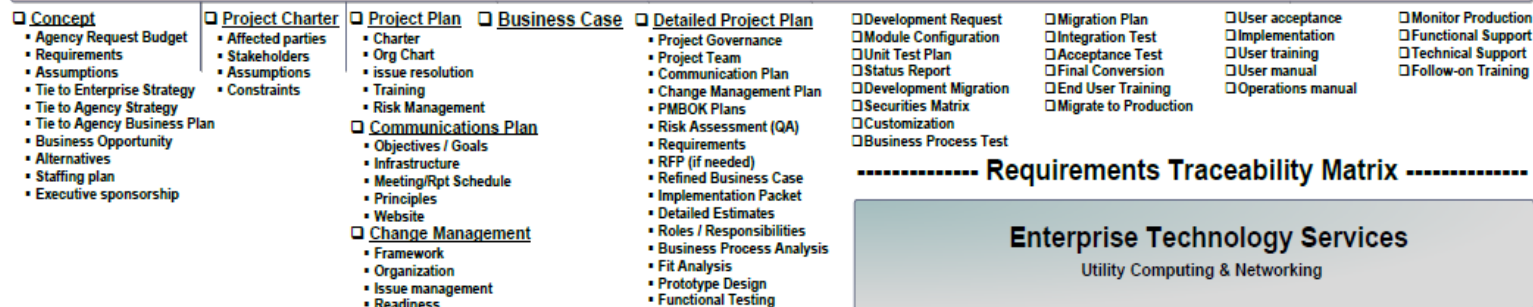 ❑ Concept
▪ Agency Request Budget
▪ Requirements
▪ Assumptions
▪ Tie to Enterprise Strategy
▪ Tie to Agency Strategy
▪ Tie to Agency Business Plan
▪ Business Opportunity
▪ Alternatives
▪ Staffing plan
▪ Executive sponsorship
❑ Project Charter
▪ Affected parties
▪ Stakeholders
▪ Assumptions
▪ Constraints
❑ Project Plan
▪ Charter
▪ Org Chart
▪ issue resolution
▪ Training
▪ Risk Management
❑ Communications Plan
▪ Objectives / Goals
▪ Infrastructure
▪ Meeting/Rpt Schedule
▪ Principles
▪ Website
❑ Change Management
▪ Framework
▪ Organization
▪ Issue management
▪ Readiness
❑ Business Case
❑ Detailed Project Plan
▪ Project Governance
▪ Project Team
▪ Communication Plan
▪ Change Management Plan
▪ PMBOK Plans
▪ Risk Assessment (QA)
▪ Requirements
▪ RFP (if needed)
▪ Refined Business Case
▪ Implementation Packet
▪ Detailed Estimates
▪ Roles / Responsibilities
▪ Business Process Analysis
▪ Fit Analysis
▪ Prototype Design
▪ Functional Testing
❑Development Request
❑Module Configuration
❑Unit Test Plan
❑Status Report
❑Development Migration
❑Securities Matrix
❑Customization
❑Business Process Test
❑Migration Plan
❑Integration Test
❑Acceptance Test
❑Final Conversion
❑End User Training
❑Migrate to Production
❑User acceptance
❑Implementation
❑User training
❑User manual
❑Operations manual
❑Monitor Production
❑Functional Support
❑Technical Support
❑Follow-on Training
-------------- Requirements Traceability Matrix --------------
Enterprise Technology Services
Utility Computing & Networking